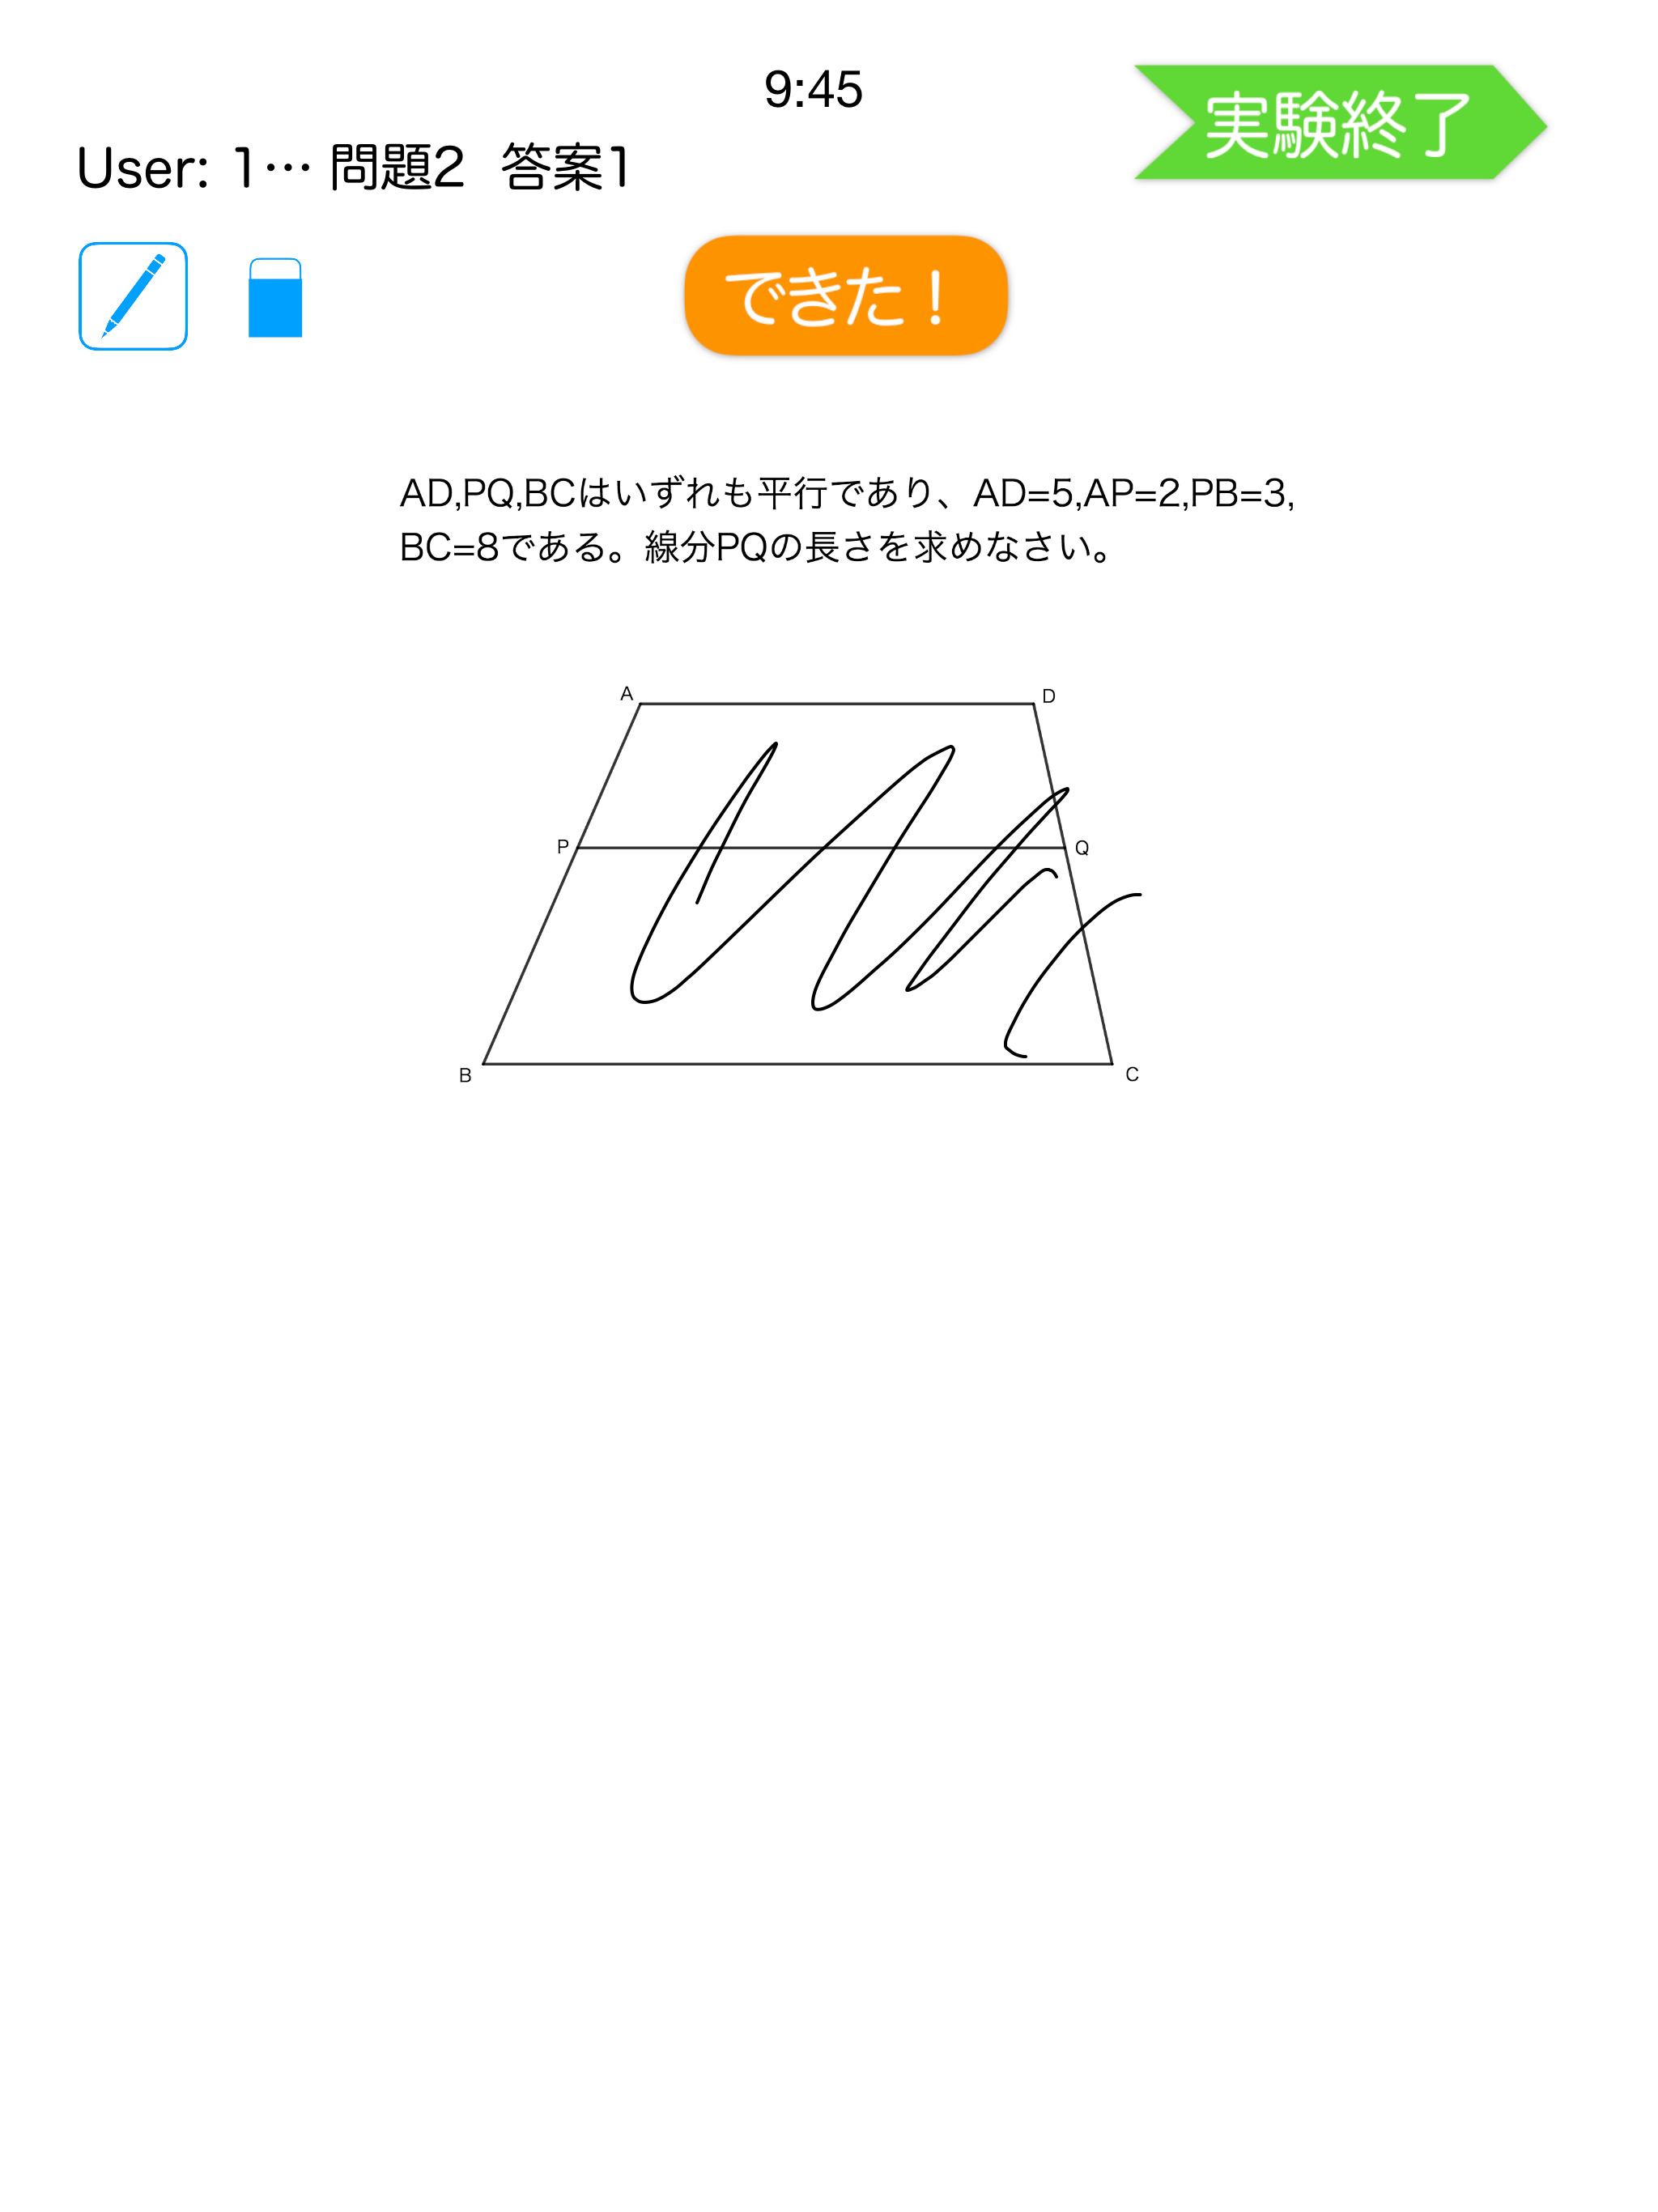 9:45
実験終了
User: 1… 問題2 答案1
できた！
AD,PQ,BCはいずれも平行であり、AD=5,AP=2,PB=3,
BC=8である。線分PQの長さを求めなさい。
A
D
P
Q
B
C